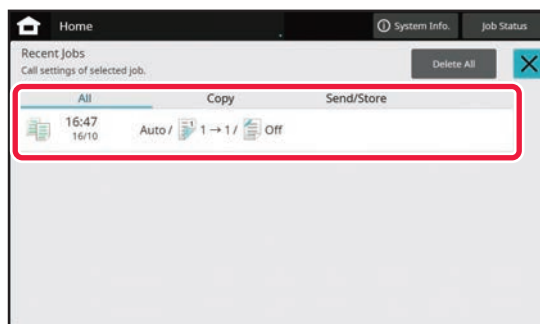 Home
System Info.
Job Status
Recent Jobs
Call settings of selected job.
Delete All
All Copy Send/Store
16:47
16/10
Auto / 1 → 1 / Off